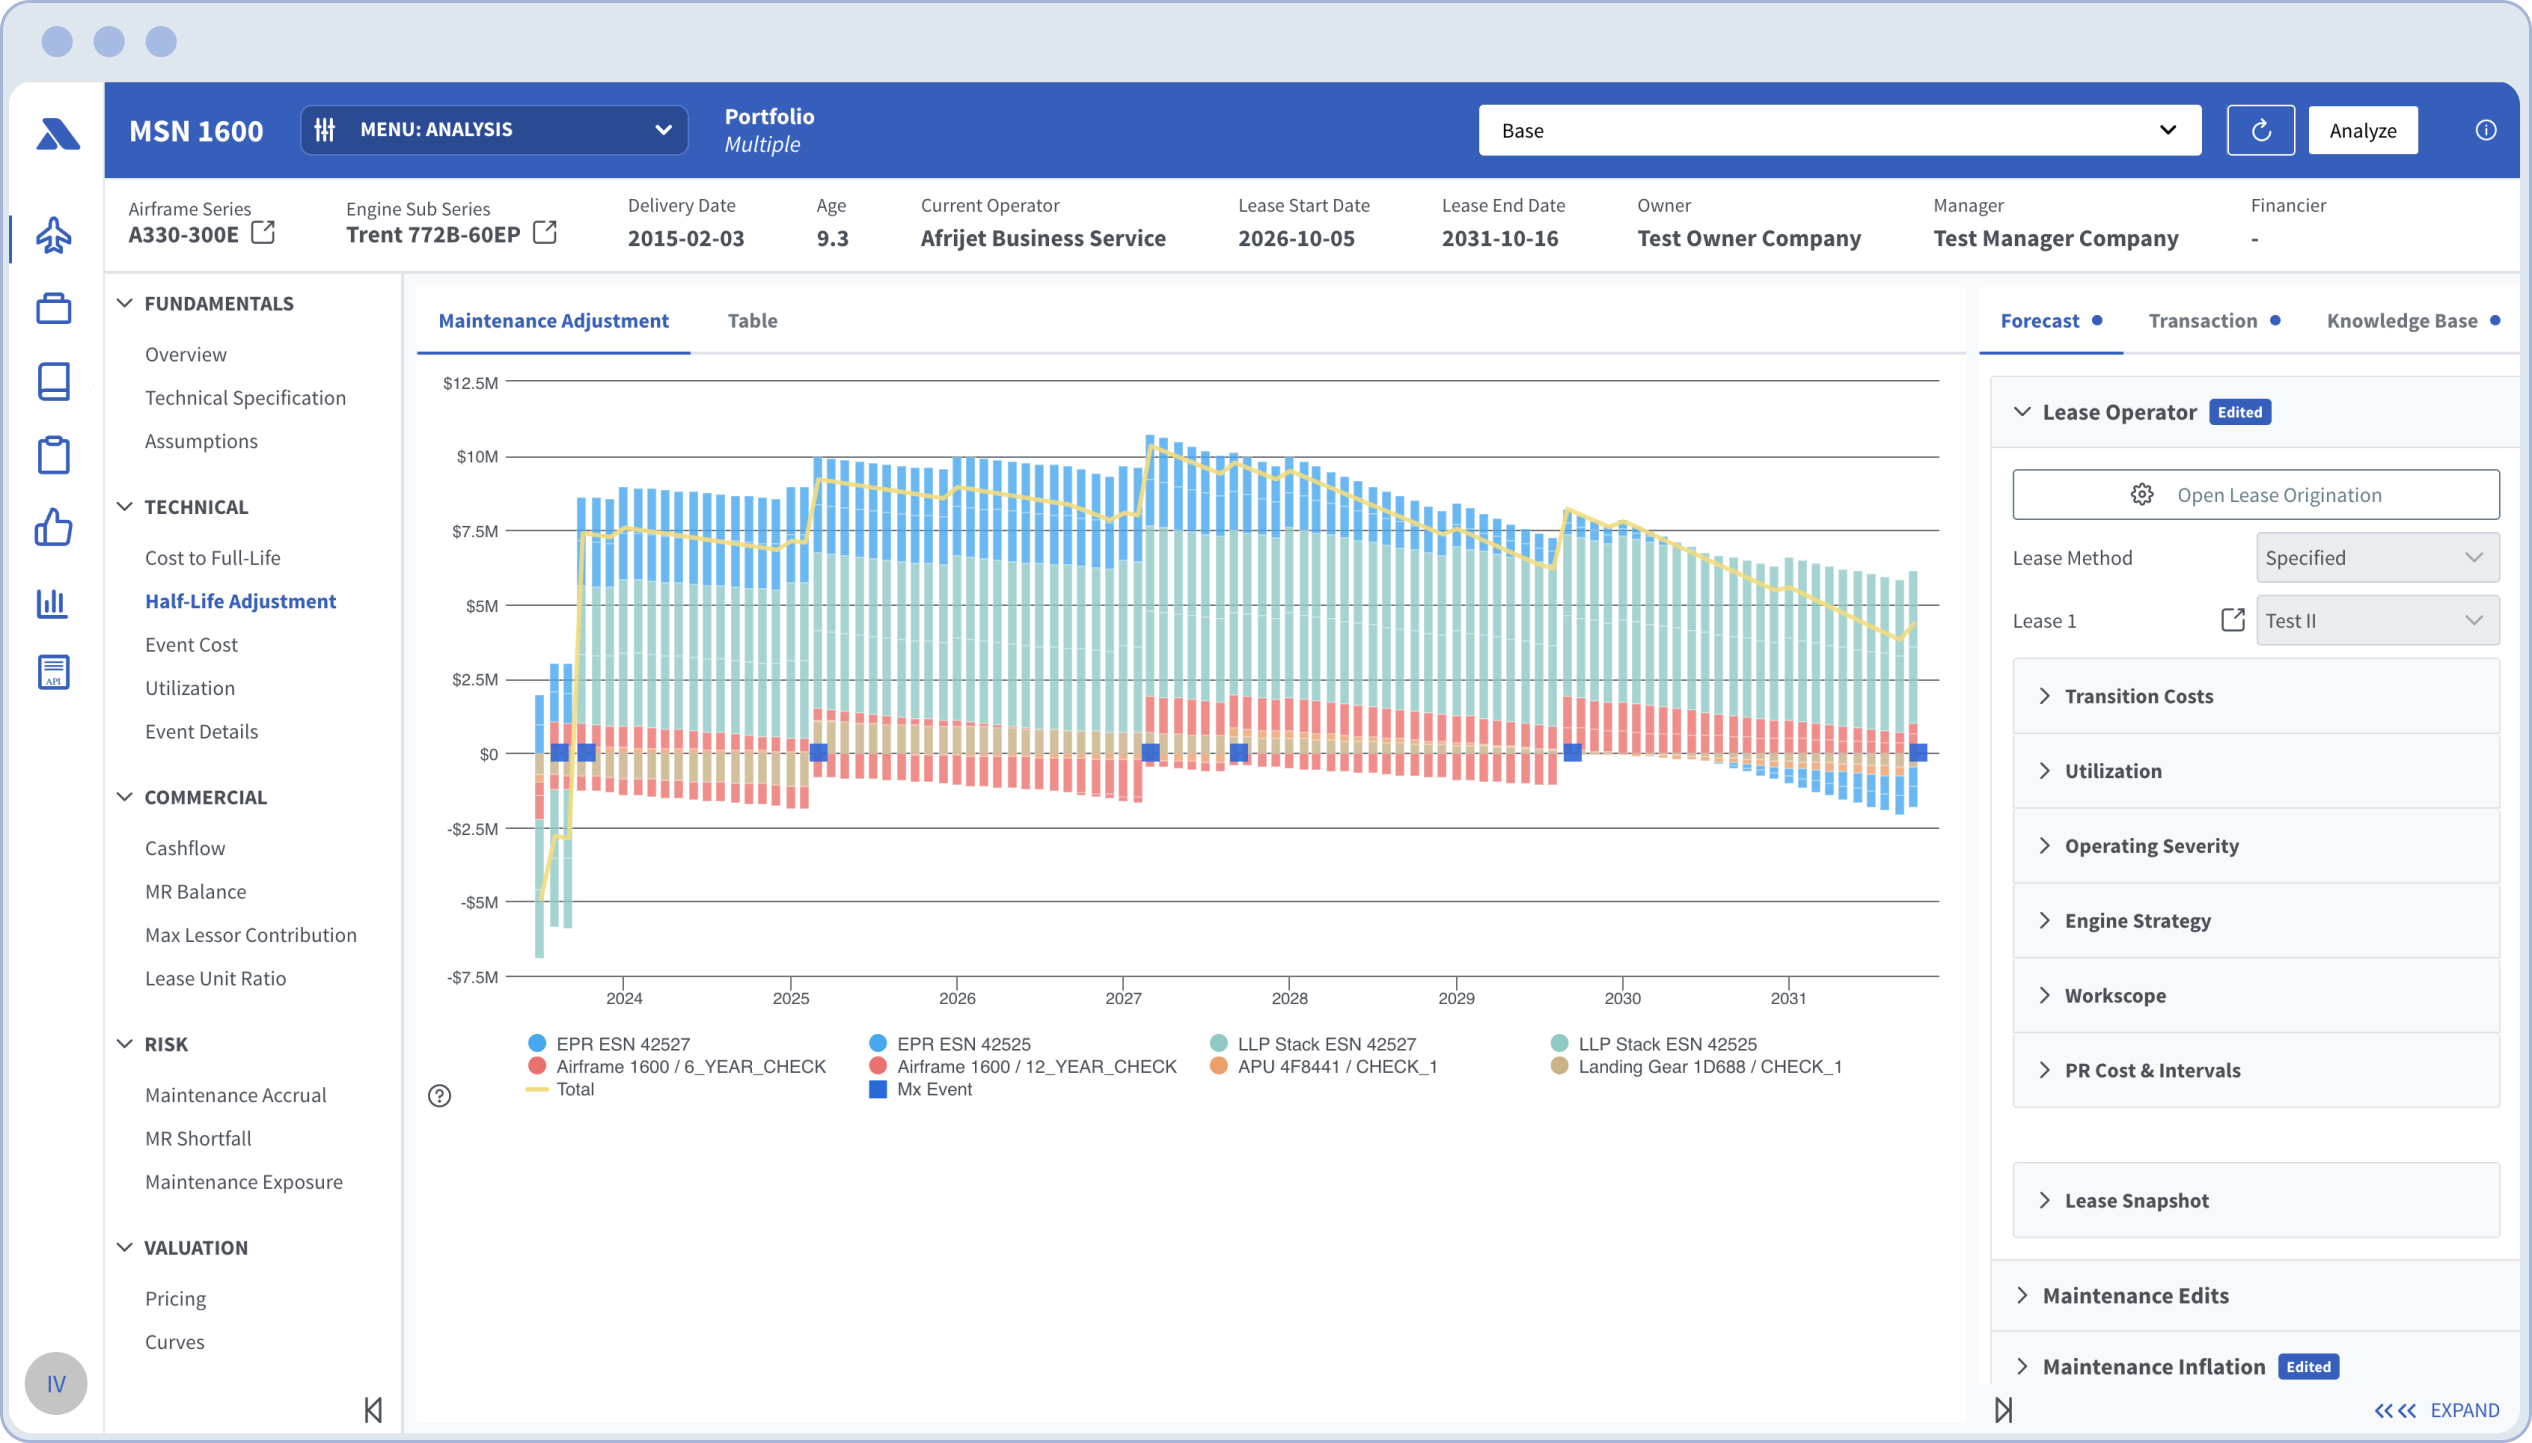 MSN 1600
MENU: ANALYSIS
Portfolio
Multiple
Base
Analyze
Airframe Series
A330-300E
Engine Sub Series
Trent 772B-60EP
Delivery Date
2015-02-03
Age
9.3
Current Operator
Afrijet Business Service
Lease Start Date
2026-10-05
Lease End Date
2031-10-16
Owner
Test Owner Company
Manager
Test Manager Company
Financier
-
API
IV
FUNDAMENTALS
Overview
Technical Specification
Assumptions
TECHNICAL
Cost to Full-Life
Half-Life Adjustment
Event Cost
Utilization
Event Details
COMMERCIAL
Cashflow
MR Balance
Max Lessor Contribution
Lease Unit Ratio
RISK
Maintenance Accrual
MR Shortfall
Maintenance Exposure
VALUATION
Pricing
Curves
Maintenance Adjustment
Table
$12.5M
$10M
$7.5M
$5M
$2.5M
$0
-$2.5M
-$5M
-$7.5M
2024 2025 2026 2027 2028 2029 2030 2031
EPR ESN 42527
EPR ESN 42525
LLP Stack ESN 42527
LLP Stack ESN 42525
Airframe 1600 / 6_YEAR_CHECK
Airframe 1600 / 12_YEAR_CHECK
APU 4F8441 / CHECK_1
Landing Gear 1D688 / CHECK_1
Total
Mx Event
Forecast
Transaction
Knowledge Base
Lease Operator
Edited
Open Lease Origination
Lease Method
Specified
Lease 1
Test II
Transition Costs
Utilization
Operating Severity
Engine Strategy
Workscope
PR Cost & Intervals
Lease Snapshot
Maintenance Edits
Maintenance Inflation
Edited
EXPAND